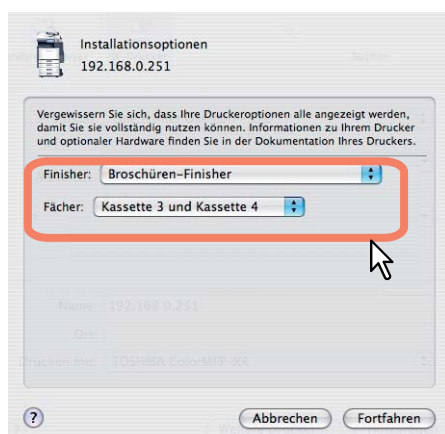 Installationsoptionen
192.168.0.251
Suchen
Vergewissern Sie sich, dass Ihre Druckeroptionen alle angezeigt werden,
damit Sie sie vollständig nutzen können. Informationen zu Ihrem Drucker
und optionaler Hardware finden Sie in der Dokumentation Ihres Druckers.
Finisher: Broschüren-Finisher
Fächer: Kassette 3 und Kassette 4
Name: 192.168.0.251
Ort:
Drucken mit: TOSHIBA ColorMFP-X4
? Abbrechen Fortfahren